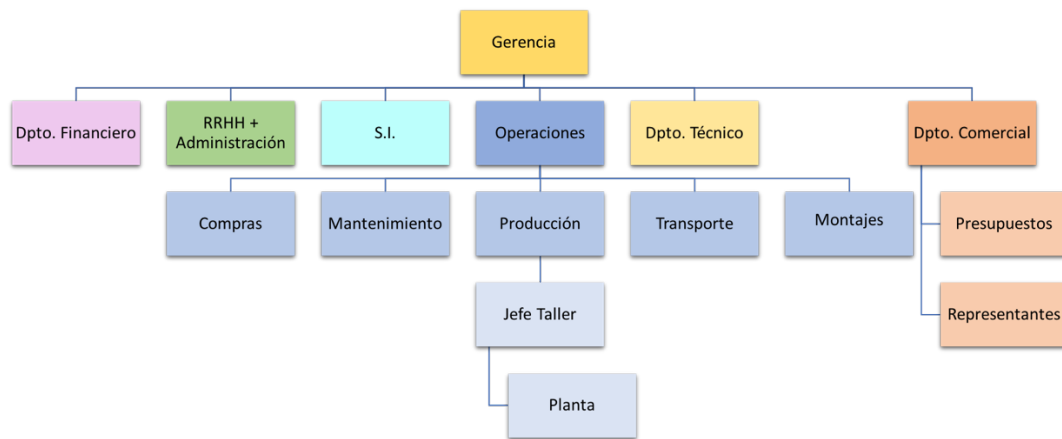 Gerencia
Dpto. Financiero
RRHH +
Administración
S.I.
Operaciones
Dpto. Técnico
Dpto. Comercial
Compras
Mantenimiento
Producción
Transporte
Montajes
Presupuestos
Jefe Taller
Representantes
Planta